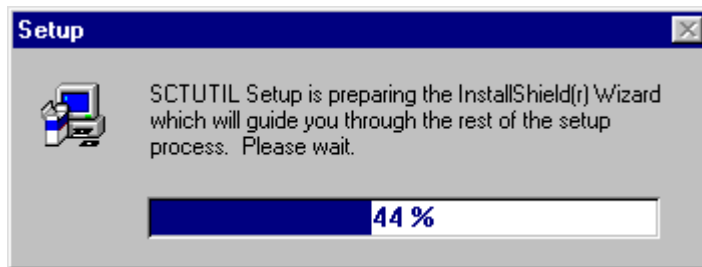 Setup
SCTUTIL Setup is preparing the InstallShield(r) Wizard
which will guide you through the rest of the setup
process.  Please wait.
44 %